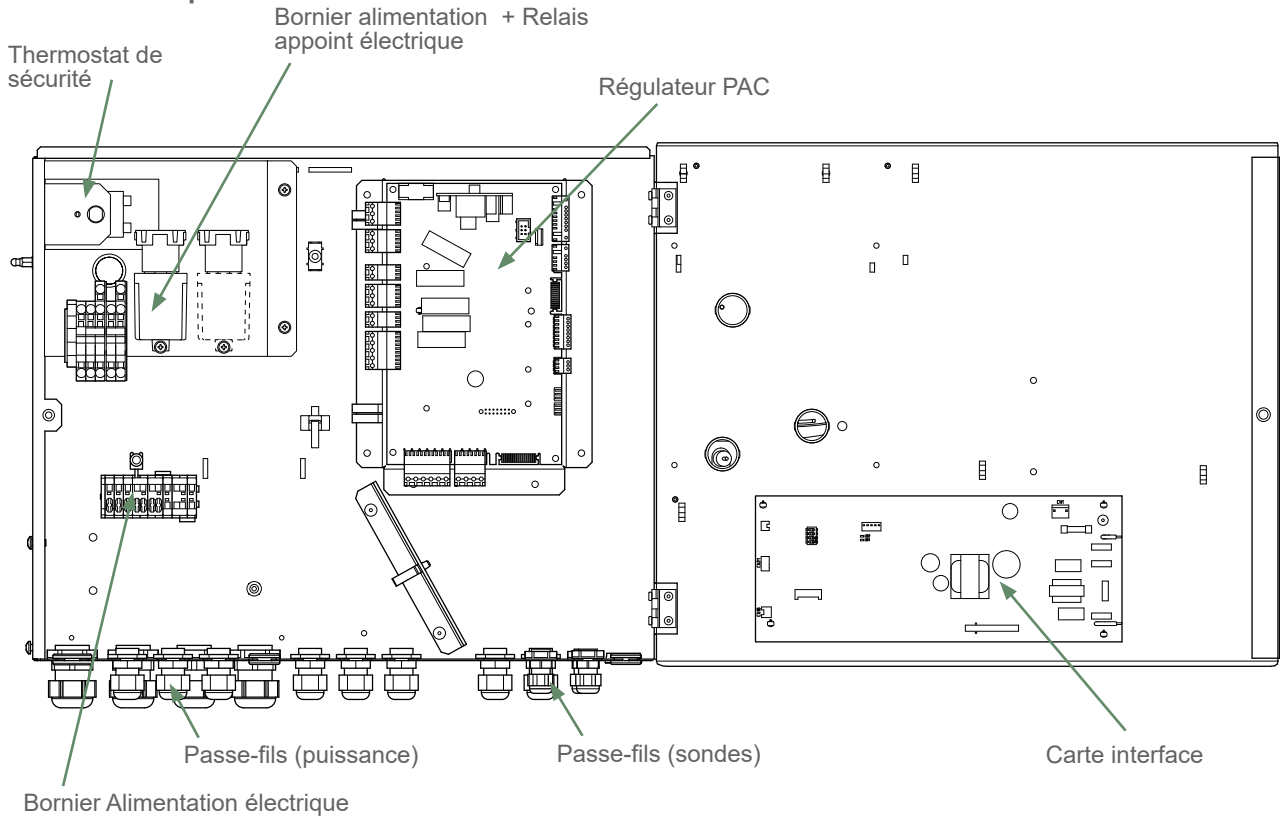 Bornier alimentation + Relais
appoint électrique
Thermostat de
sécurité
Régulateur PAC
Passe-fils (puissance)
Passe-fils (sondes)
Carte interface
Bornier Alimentation électrique